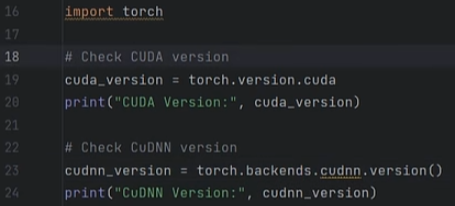 16 import torch
17
18 # Check CUDA version
19 cuda_version = torch.version.cuda
20 print("CUDA Version:", cuda_version)
21
22 # Check CuDNN version
23 cudnn_version = torch.backends.cudnn.version()
24 print("CuDNN Version:", cudnn_version)